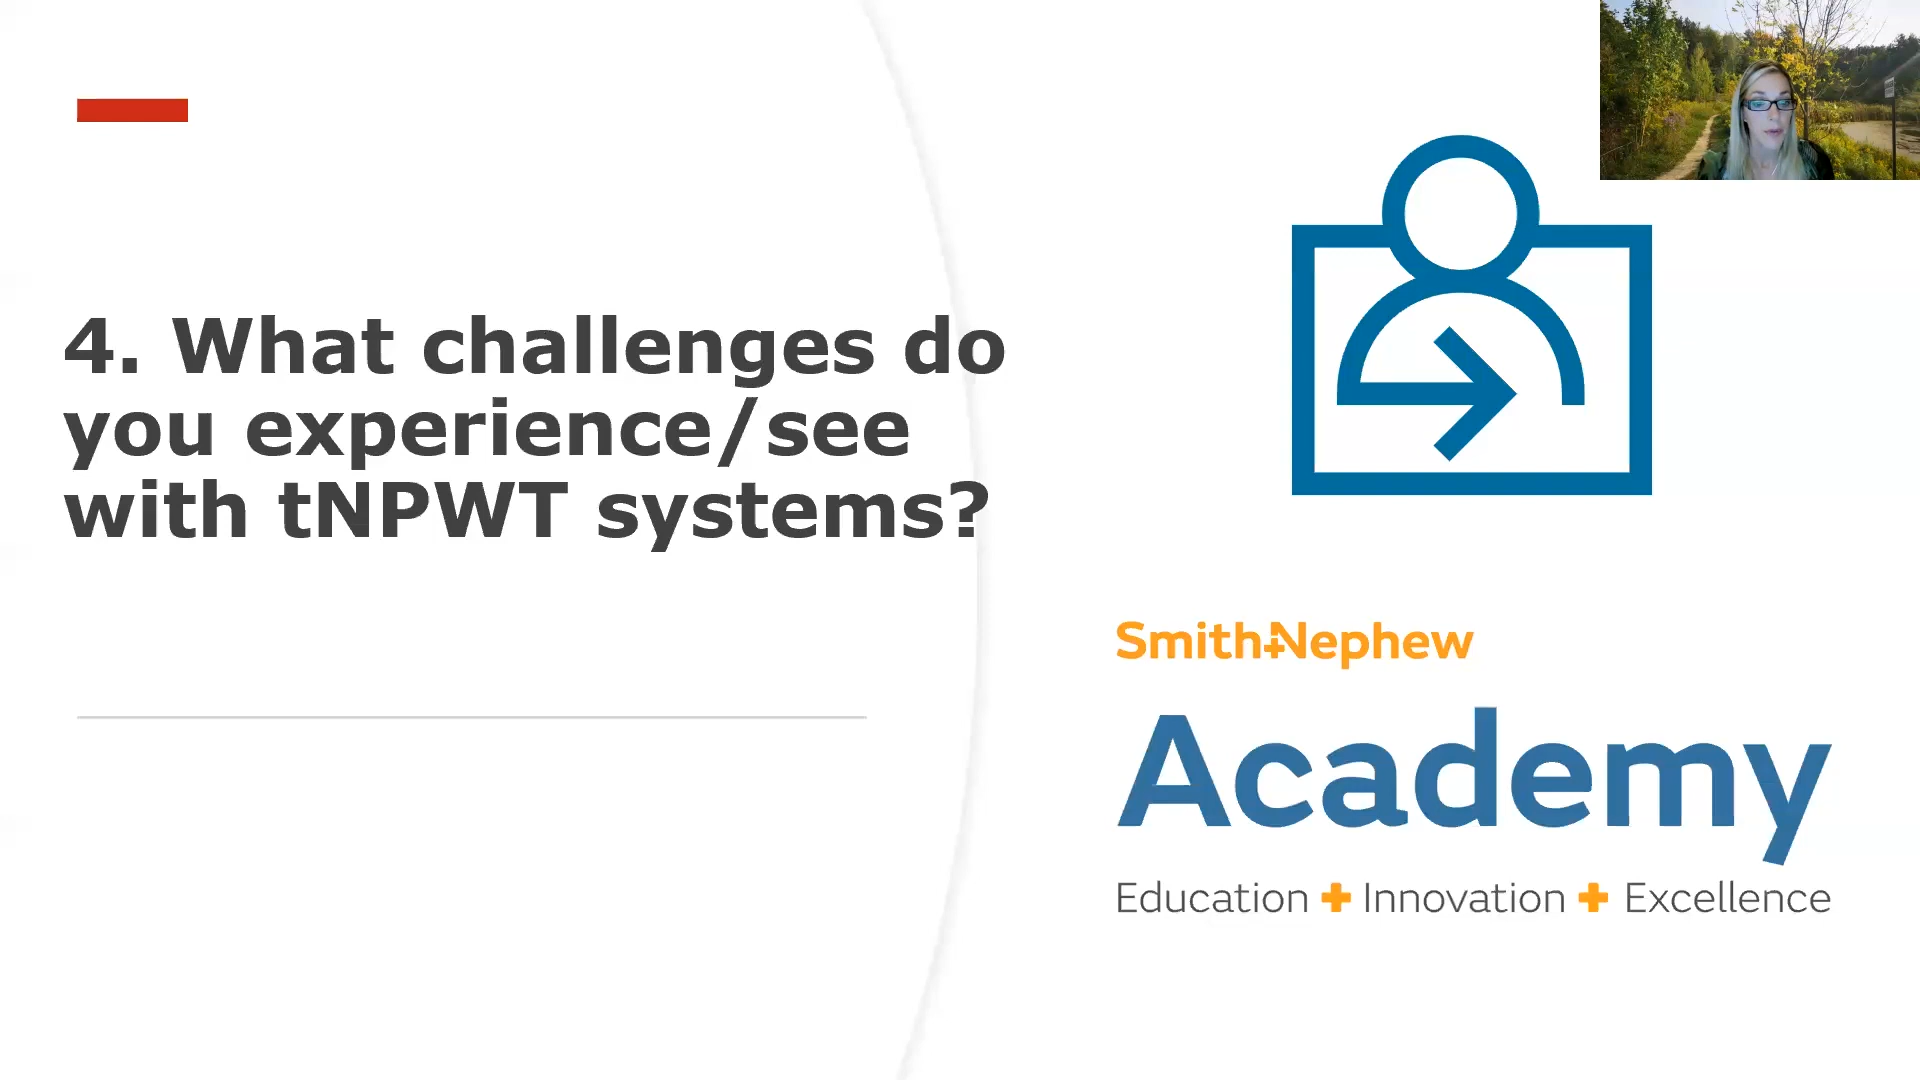 4. What challenges do
you experience/see
with tNPWT systems?
Smith+Nephew
Academy
Education + Innovation + Excellence